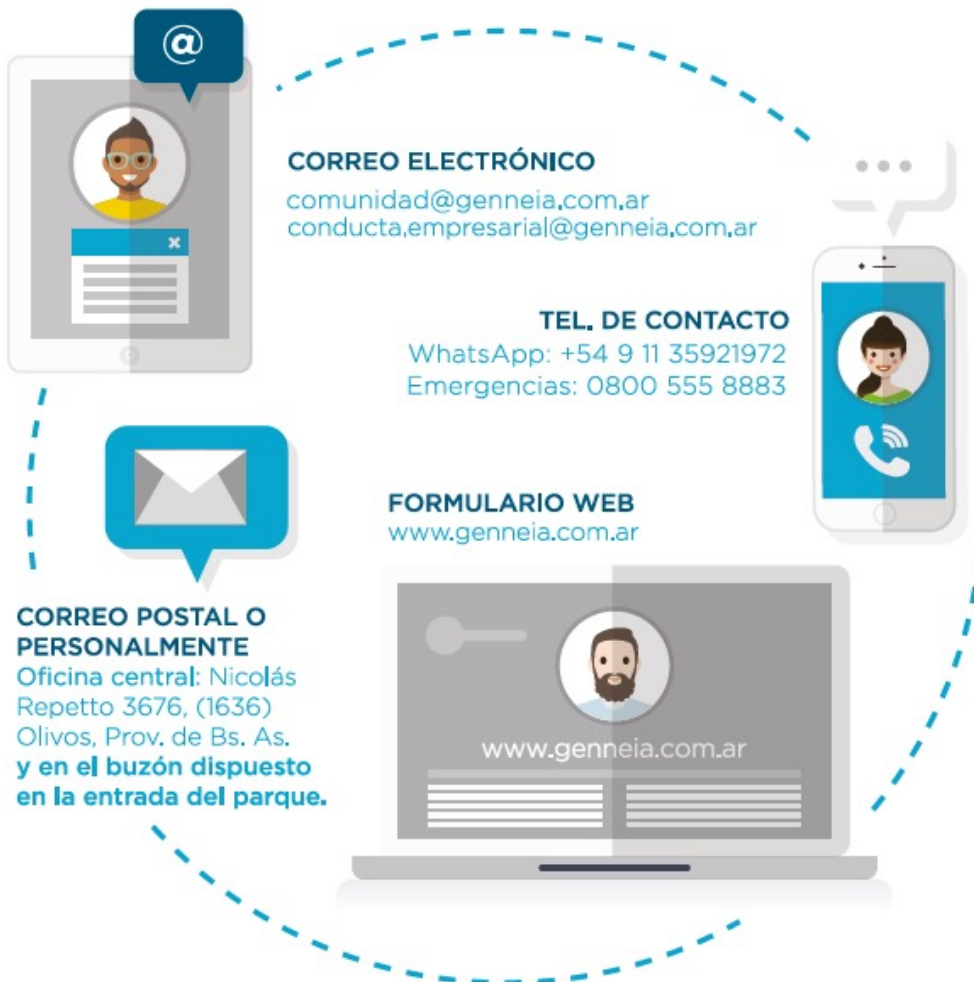 @
CORREO ELECTRÓNICO
comunidad@genneia.com.ar
conducta.empresarial@genneia.com.ar
TEL. DE CONTACTO
WhatsApp: +54 9 11 35921972
Emergencias: 0800 555 8883
FORMULARIO WEB
www.genneia.com.ar
CORREO POSTAL O
PERSONALMENTE
Oficina central: Nicolás
Repetto 3676, (1636)
Olivos, Prov. de Bs. As.
y en el buzón dispuesto
en la entrada del parque.
www.genneia.com.ar